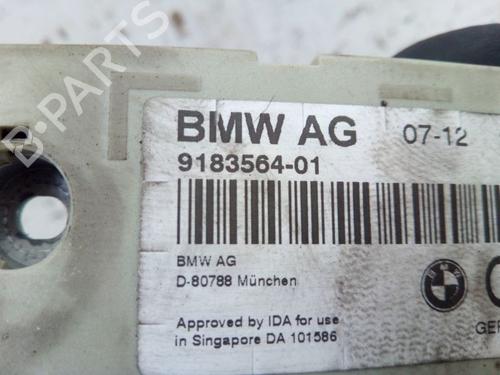 BMW AG 07-12
9183564-01
BMW AG
D-80788 München
Approved by IDA for use
in Singapore DA 101586